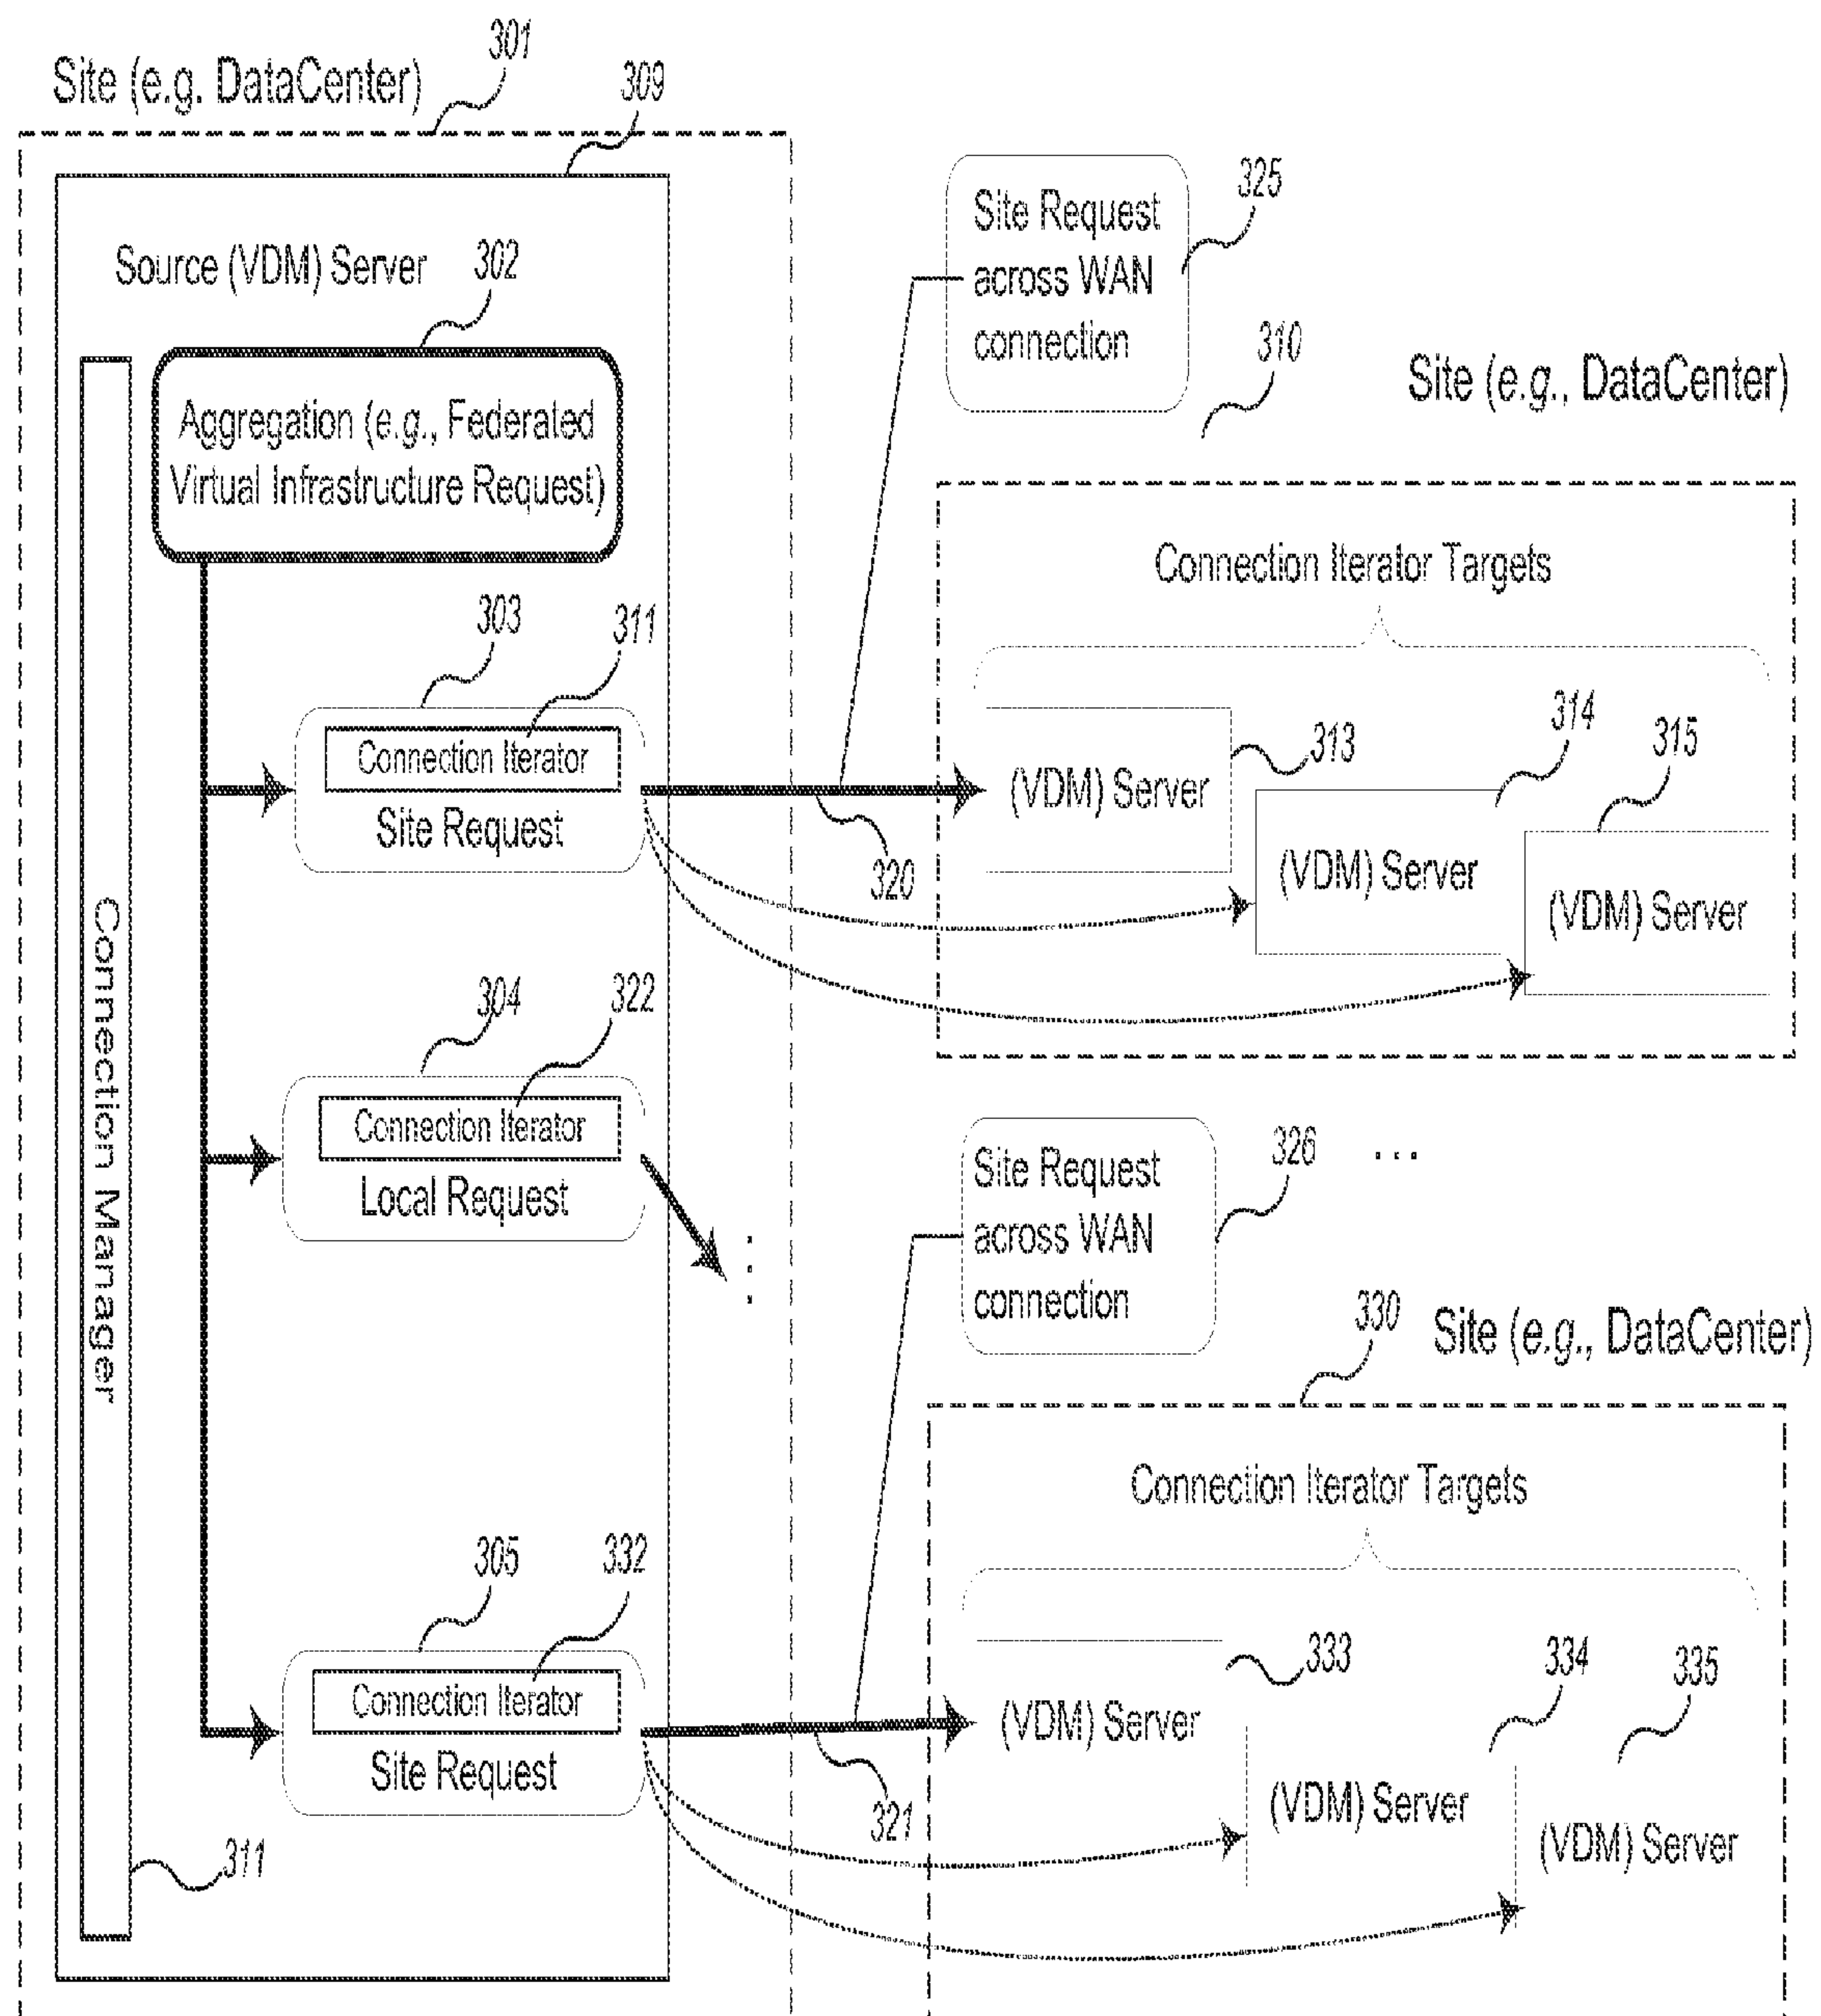 301
Site (e.g. DataCenter)
309
Source (VDM) Server
302
Aggregation (e.g., Federated
Virtual Infrastructure Request)
303
311
Connection Iterator
Site Request
304
322
Connection Iterator
Local Request
305
332
Connection Iterator
Site Request
Connection Manager
311
Site Request
across WAN
connection
325
310
Site (e.g., DataCenter)
Connection Iterator Targets
(VDM) Server
313
(VDM) Server
314
(VDM) Server
315
320
Site Request
across WAN
connection
326
...
330
Site (e.g., DataCenter)
Connection Iterator Targets
(VDM) Server
333
(VDM) Server
334
(VDM) Server
335
321